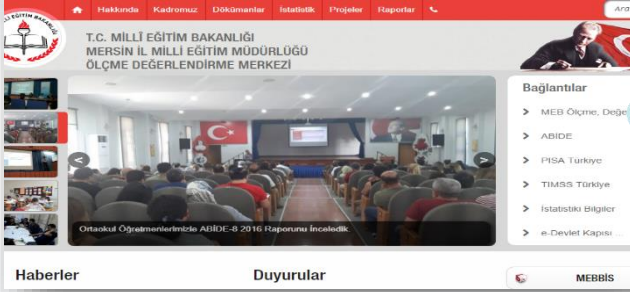 Hakkında Kadromuz Dökümanlar İstatistik Projeler Raporlar
Ara
T.C. MİLLÎ EĞİTİM BAKANLIĞI
MERSİN İL MİLLİ EĞİTİM MÜDÜRLÜĞÜ
ÖLÇME DEĞERLENDİRME MERKEZİ
Bağlantılar
MEB Ölçme, Değe
ABİDE
PISA Türkiye
TIMSS Türkiye
İstatistiki Bilgiler
e-Devlet Kapısı ...
Ortaokul Öğretmenlerimizle ABİDE-8 2016 Raporunu İnceledik
Haberler
Duyurular
MEBBİS